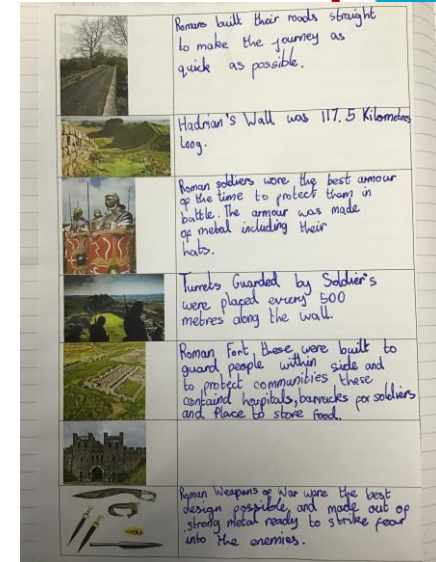 Romans built their roads straight
to make the journey as
quick as possible.
Hadrian's Wall was 117.5 Kilometres
long.
Roman soldiers wore the best armour
of the time to protect them in
battle. The armour was made
of metal including their
hats.
Turrets Guarded by Soldier's
were placed every 500
metres along the wall.
Roman Fort, these were built to
guard people within side and
to protect communities these
containd hospitals, barracks for soldiers
and place to store food.
Roman Weapons of War were the best
design possible and made out of
strong metal ready to strike fear
into the enemies.